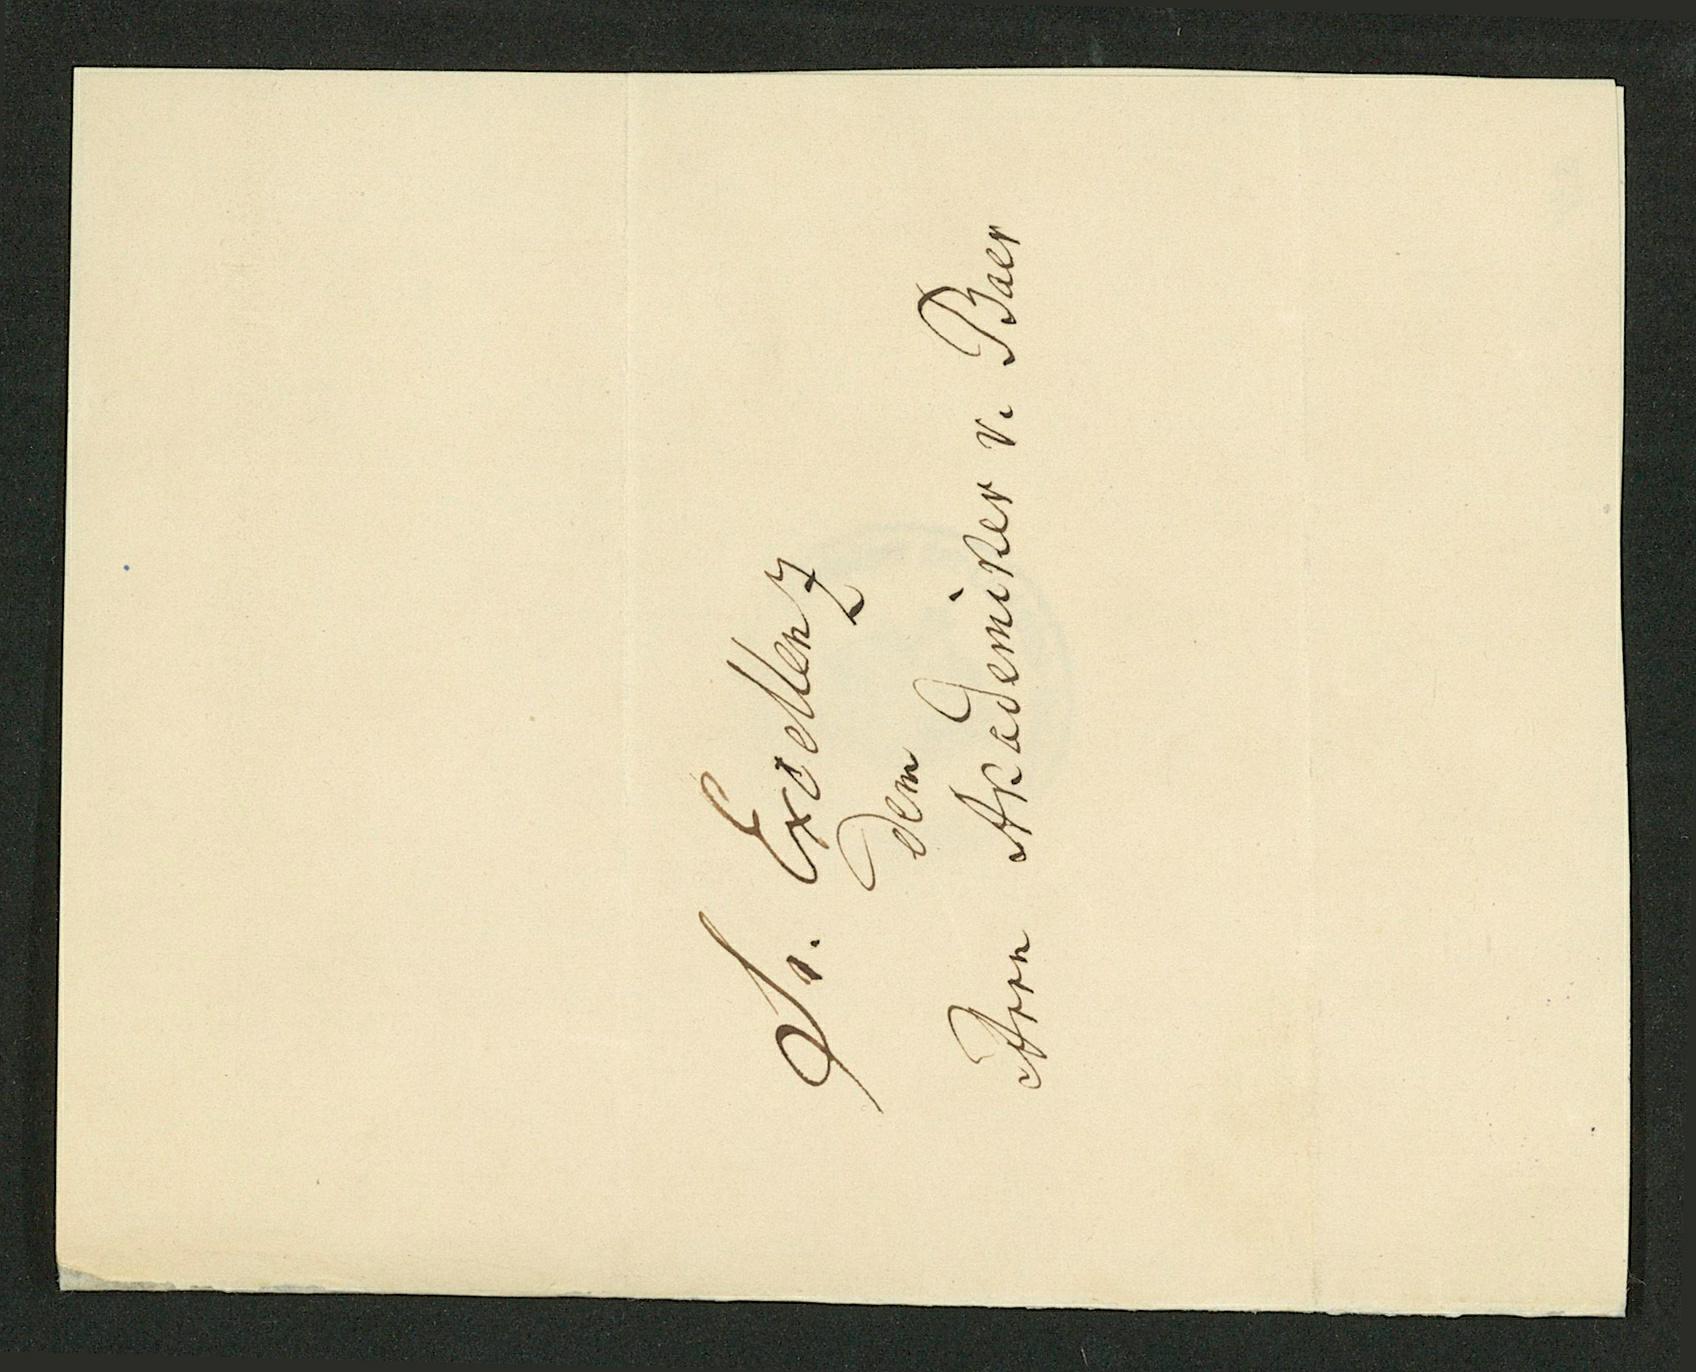 Sr. Excellenz
dem
Herrn Akademiker v. Baer